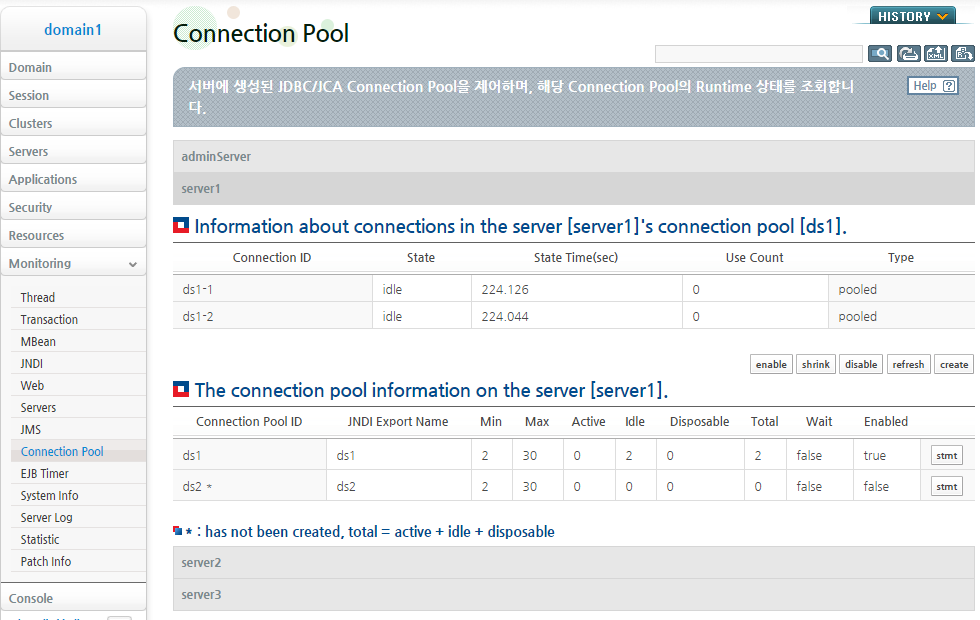 domain1
Domain
Session
Clusters
Servers
Applications
Security
Resources
Monitoring
Thread
Transaction
MBean
JNDI
Web
Servers
JMS
Connection Pool
EJB Timer
System Info
Server Log
Statistic
Patch Info
Console
HISTORY
Connection Pool
서버에 생성된 JDBC/JCA Connection Pool을 제어하며, 해당 Connection Pool의 Runtime 상태를 조회합니
다.
Help ?
adminServer
server1
Information about connections in the server [server1]'s connection pool [ds1].
Connection ID State State Time(sec) Use Count Type
ds1-1 idle 224.126 0 pooled
ds1-2 idle 224.044 0 pooled
enable shrink disable refresh create
The connection pool information on the server [server1].
Connection Pool ID JNDI Export Name Min Max Active Idle Disposable Total Wait Enabled
ds1 ds1 2 30 0 2 0 2 false true stmt
ds2 * ds2 2 30 0 0 0 0 false false stmt
* : has not been created, total = active + idle + disposable
server2
server3